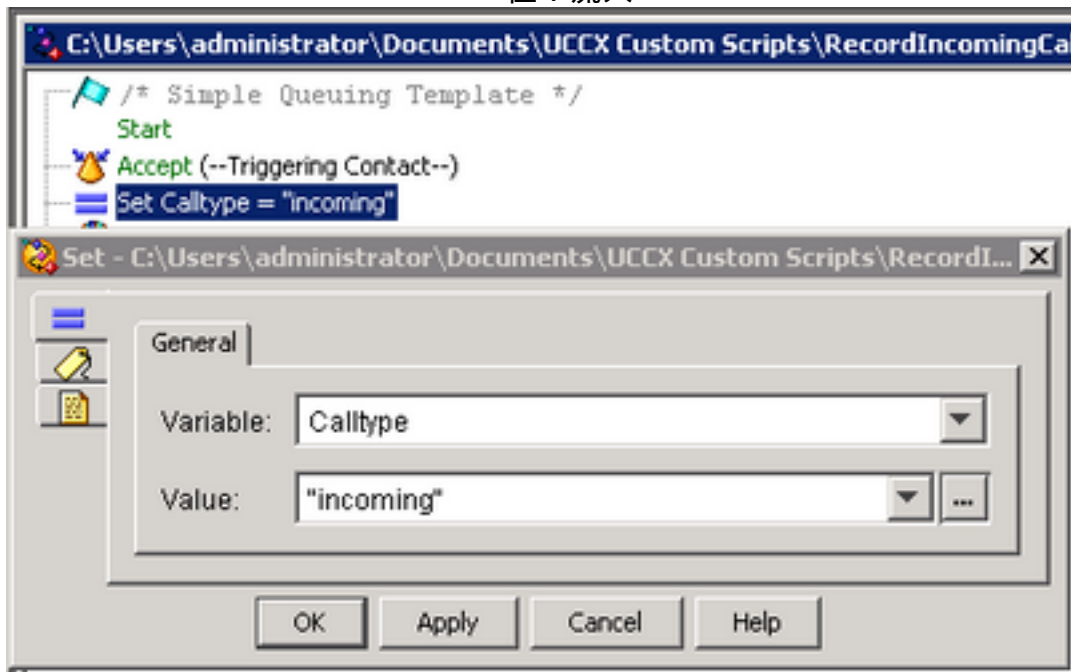 C:\Users\administrator\Documents\UCCX Custom Scripts\RecordIncomingCa
/* Simple Queuing Template */
Start
Accept (--Triggering Contact--)
Set Calltype = "incoming"
Set - C:\Users\administrator\Documents\UCCX Custom Scripts\RecordI...
General
Variable:
Calltype
Value:
"incoming"
...
OK
Apply
Cancel
Help